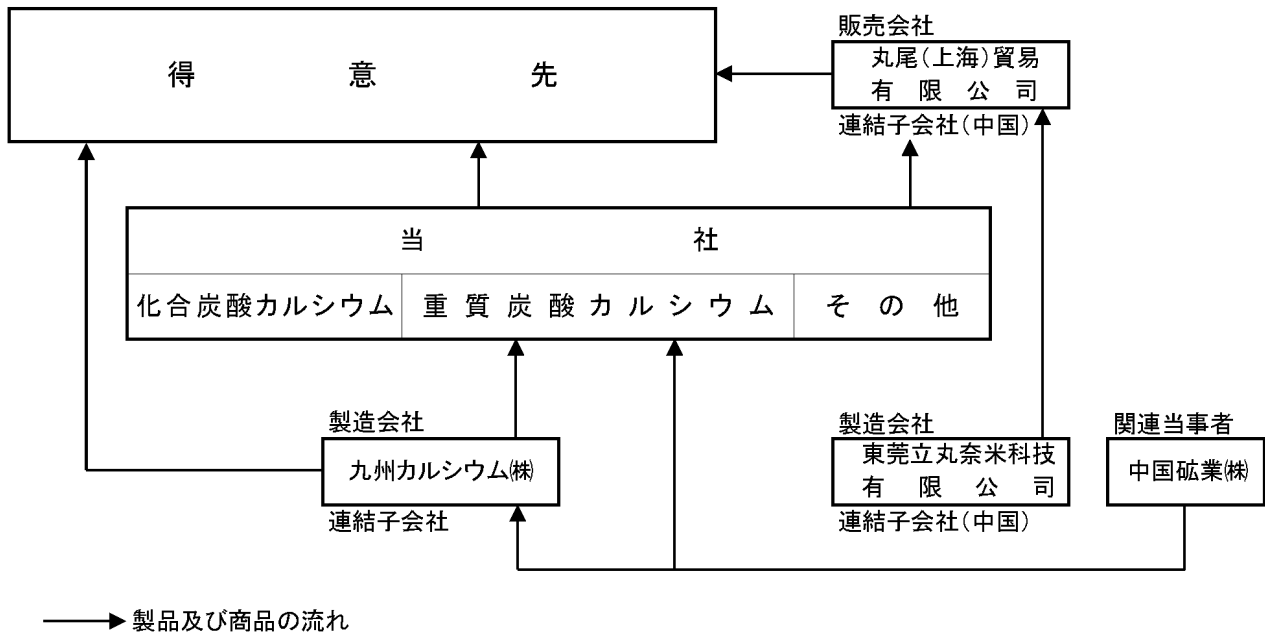 得意先
販売会社
丸尾(上海)貿易
有限公司
連結子会社(中国)
当社
化合炭酸カルシウム
重質炭酸カルシウム
その他
製造会社
九州カルシウム㈱
連結子会社
製造会社
東莞立丸奈米科技
有限公司
連結子会社(中国)
関連当事者
中国砿業㈱
製品及び商品の流れ